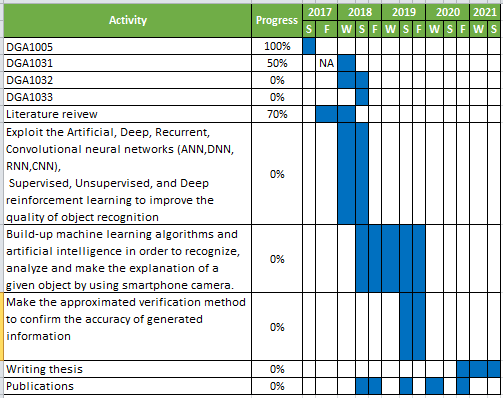 Activity Progress 2017 2018 2019 2020 2021
S F W S F W S F W S F W S
DGA1005 100%
DGA1031 50% NA
DGA1032 0%
DGA1033 0%
Literature reivew 70%
Exploit the Artificial, Deep, Recurrent,
Convolutional neural networks (ANN,DNN,
RNN,CNN),
Supervised, Unsupervised, and Deep
reinforcement learning to improve the
quality of object recognition
0%
Build-up machine learning algorithms and
artificial intelligence in order to recognize,
analyze and make the explanation of a
given object by using smartphone camera.
0%
Make the approximated verification method
to confirm the accuracy of generated
information
0%
Writing thesis 0%
Publications 0%